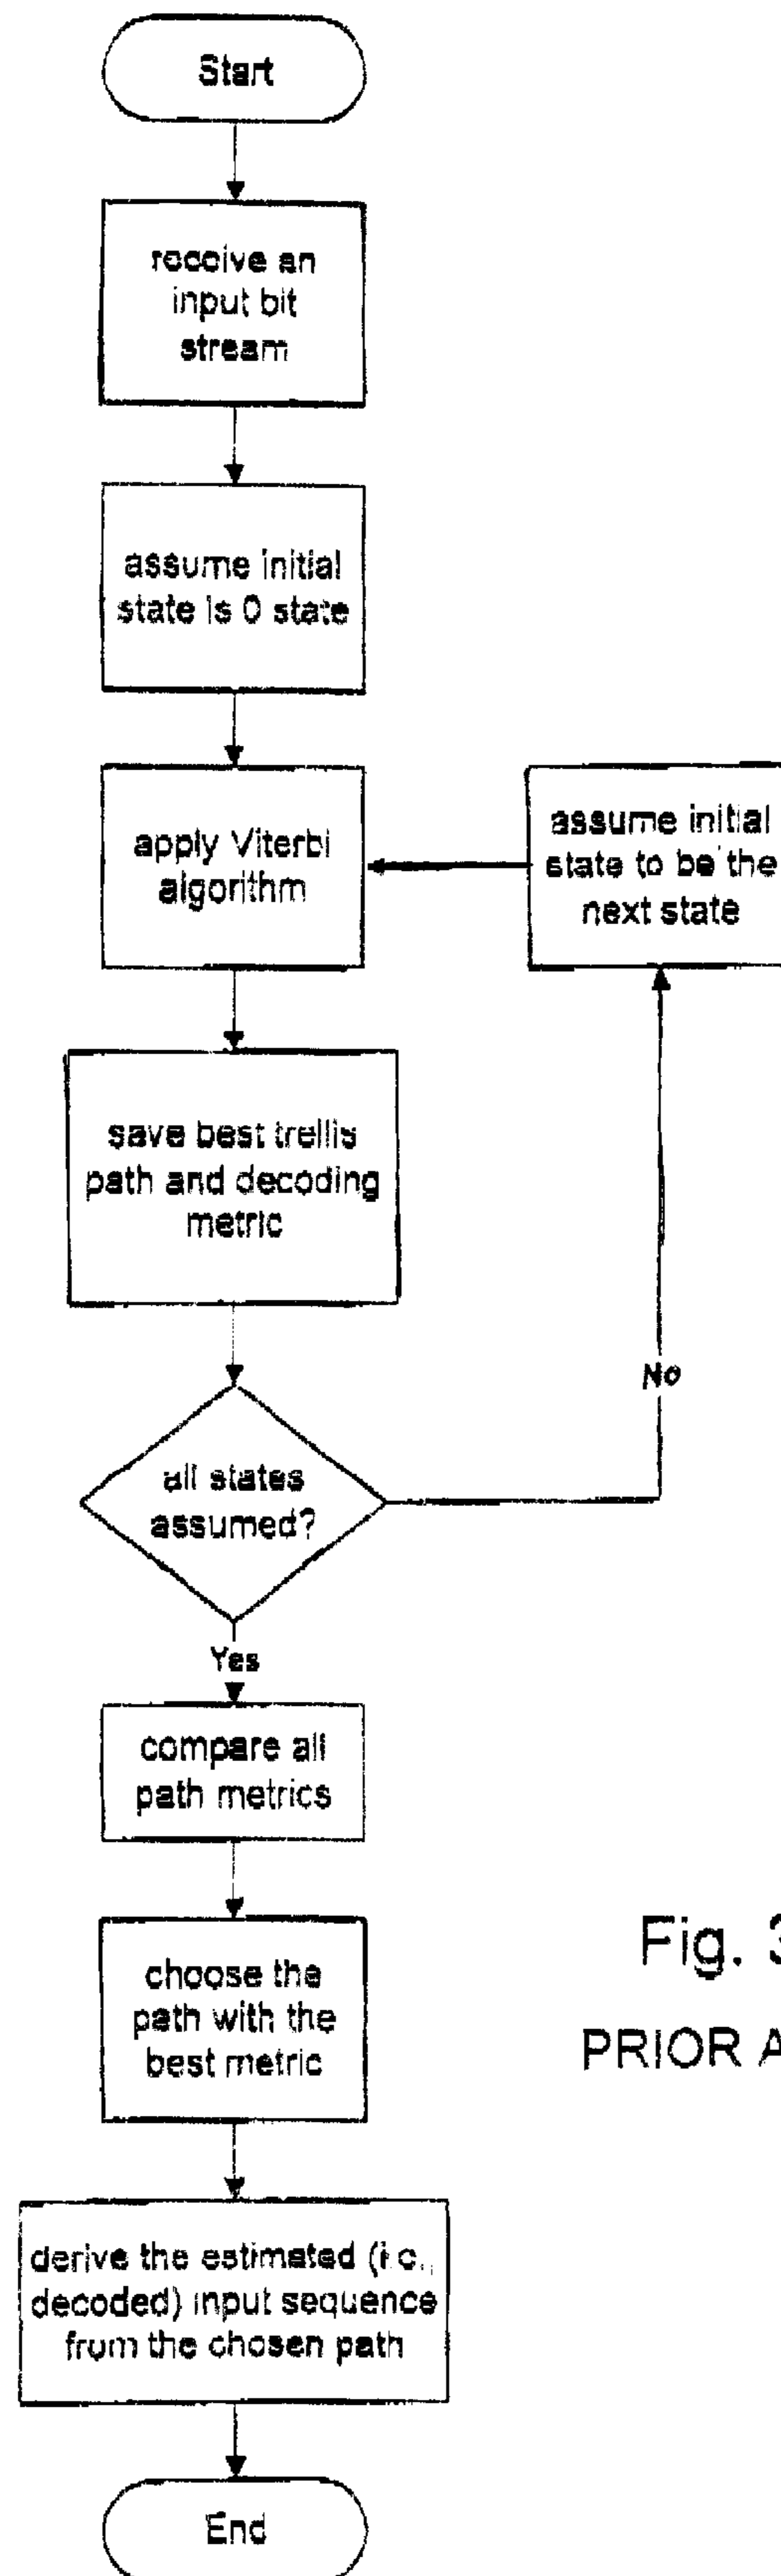 Start
receive an
input bit
stream
assume initial
state is 0 state
apply Viterbi
algorithm
assume initial
state to be the
next state
save best trellis
path and decoding
metric
No
all states
assumed?
Yes
compare all
path metrics
choose the
path with the
best metric
Fig. 3
PRIOR A
derive the estimated (i.e.,
decoded) input sequence
from the chosen path
End